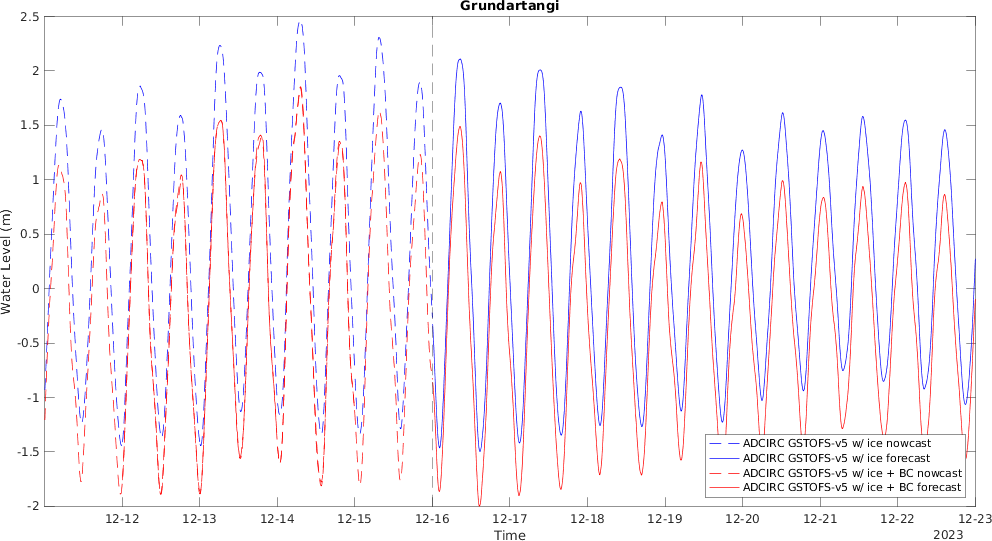 Grundartangi
2.5
2
1.5
1
0.5
0
-0.5
-1
-1.5
-2
Water Level (m)
ADCIRC GSTOFS-v5 w/ ice nowcast
ADCIRC GSTOFS-v5 w/ ice forecast
ADCIRC GSTOFS-v5 w/ ice + BC nowcast
ADCIRC GSTOFS-v5 w/ ice + BC forecast
12-12 12-13 12-14 12-15 12-16 12-17 12-18 12-19 12-20 12-21 12-22 12-23
Time
2023